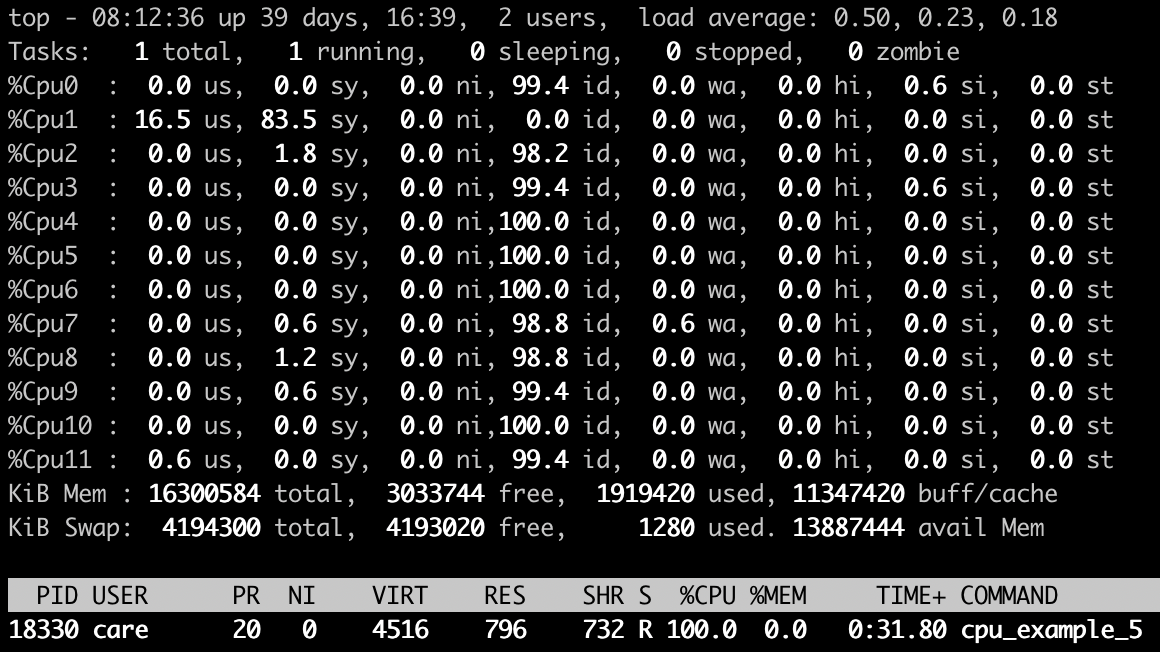 top - 08:12:36 up 39 days, 16:39,  2 users,  load average: 0.50, 0.23, 0.18
Tasks:   1 total,   1 running,   0 sleeping,   0 stopped,   0 zombie
%Cpu0  :  0.0 us,  0.0 sy,  0.0 ni, 99.4 id,  0.0 wa,  0.0 hi,  0.6 si,  0.0 st
%Cpu1  : 16.5 us, 83.5 sy,  0.0 ni,  0.0 id,  0.0 wa,  0.0 hi,  0.0 si,  0.0 st
%Cpu2  :  0.0 us,  1.8 sy,  0.0 ni, 98.2 id,  0.0 wa,  0.0 hi,  0.0 si,  0.0 st
%Cpu3  :  0.0 us,  0.0 sy,  0.0 ni, 99.4 id,  0.0 wa,  0.0 hi,  0.6 si,  0.0 st
%Cpu4  :  0.0 us,  0.0 sy,  0.0 ni,100.0 id,  0.0 wa,  0.0 hi,  0.0 si,  0.0 st
%Cpu5  :  0.0 us,  0.0 sy,  0.0 ni,100.0 id,  0.0 wa,  0.0 hi,  0.0 si,  0.0 st
%Cpu6  :  0.0 us,  0.0 sy,  0.0 ni,100.0 id,  0.0 wa,  0.0 hi,  0.0 si,  0.0 st
%Cpu7  :  0.0 us,  0.6 sy,  0.0 ni, 98.8 id,  0.6 wa,  0.0 hi,  0.0 si,  0.0 st
%Cpu8  :  0.0 us,  1.2 sy,  0.0 ni, 98.8 id,  0.0 wa,  0.0 hi,  0.0 si,  0.0 st
%Cpu9  :  0.0 us,  0.6 sy,  0.0 ni, 99.4 id,  0.0 wa,  0.0 hi,  0.0 si,  0.0 st
%Cpu10 :  0.0 us,  0.0 sy,  0.0 ni,100.0 id,  0.0 wa,  0.0 hi,  0.0 si,  0.0 st
%Cpu11 :  0.6 us,  0.0 sy,  0.0 ni, 99.4 id,  0.0 wa,  0.0 hi,  0.0 si,  0.0 st
KiB Mem : 16300584 total,  3033744 free,  1919420 used, 11347420 buff/cache
KiB Swap:  4194300 total,  4193020 free,     1280 used. 13887444 avail Mem
  PID USER      PR  NI    VIRT    RES    SHR S  %CPU %MEM     TIME+ COMMAND
18330 care      20   0    4516    796    732 R 100.0  0.0   0:31.80 cpu_example_5